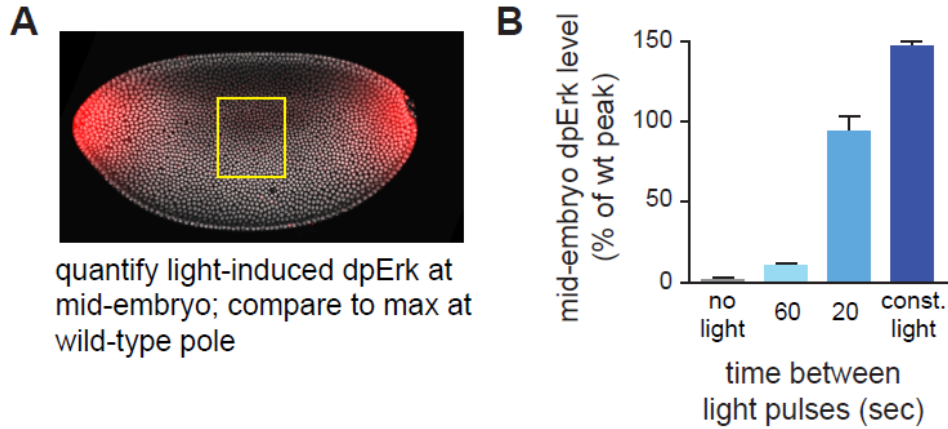 A
quantify light-induced dpErk at
mid-embryo; compare to max at
wild-type pole
B
mid-embryo dpErk level
(% of wt peak)
150
100
50
0
no
light
60
20
const.
light
time between
light pulses (sec)